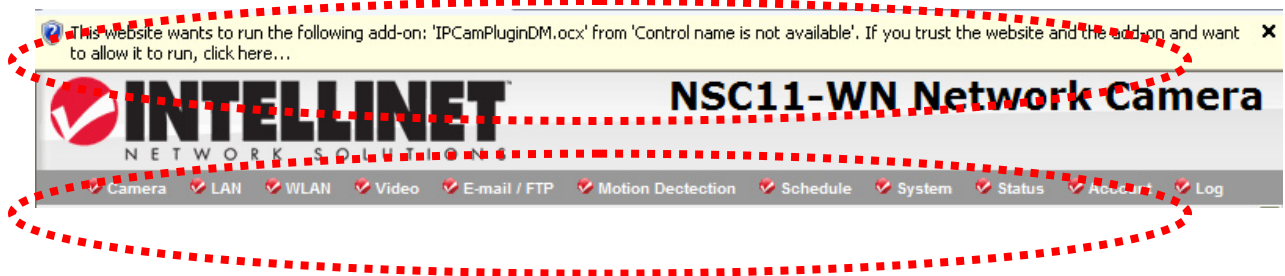 This website wants to run the following add-on: 'IPCamPluginDM.ocx' from 'Control name is not available'. If you trust the website and the add-on and want
to allow it to run, click here...
INTELLINET™
NETWORK SOLUTIONS
NSC11-WN Network Camera
Camera LAN WLAN Video E-mail / FTP Motion Dectection Schedule System Status Account Log